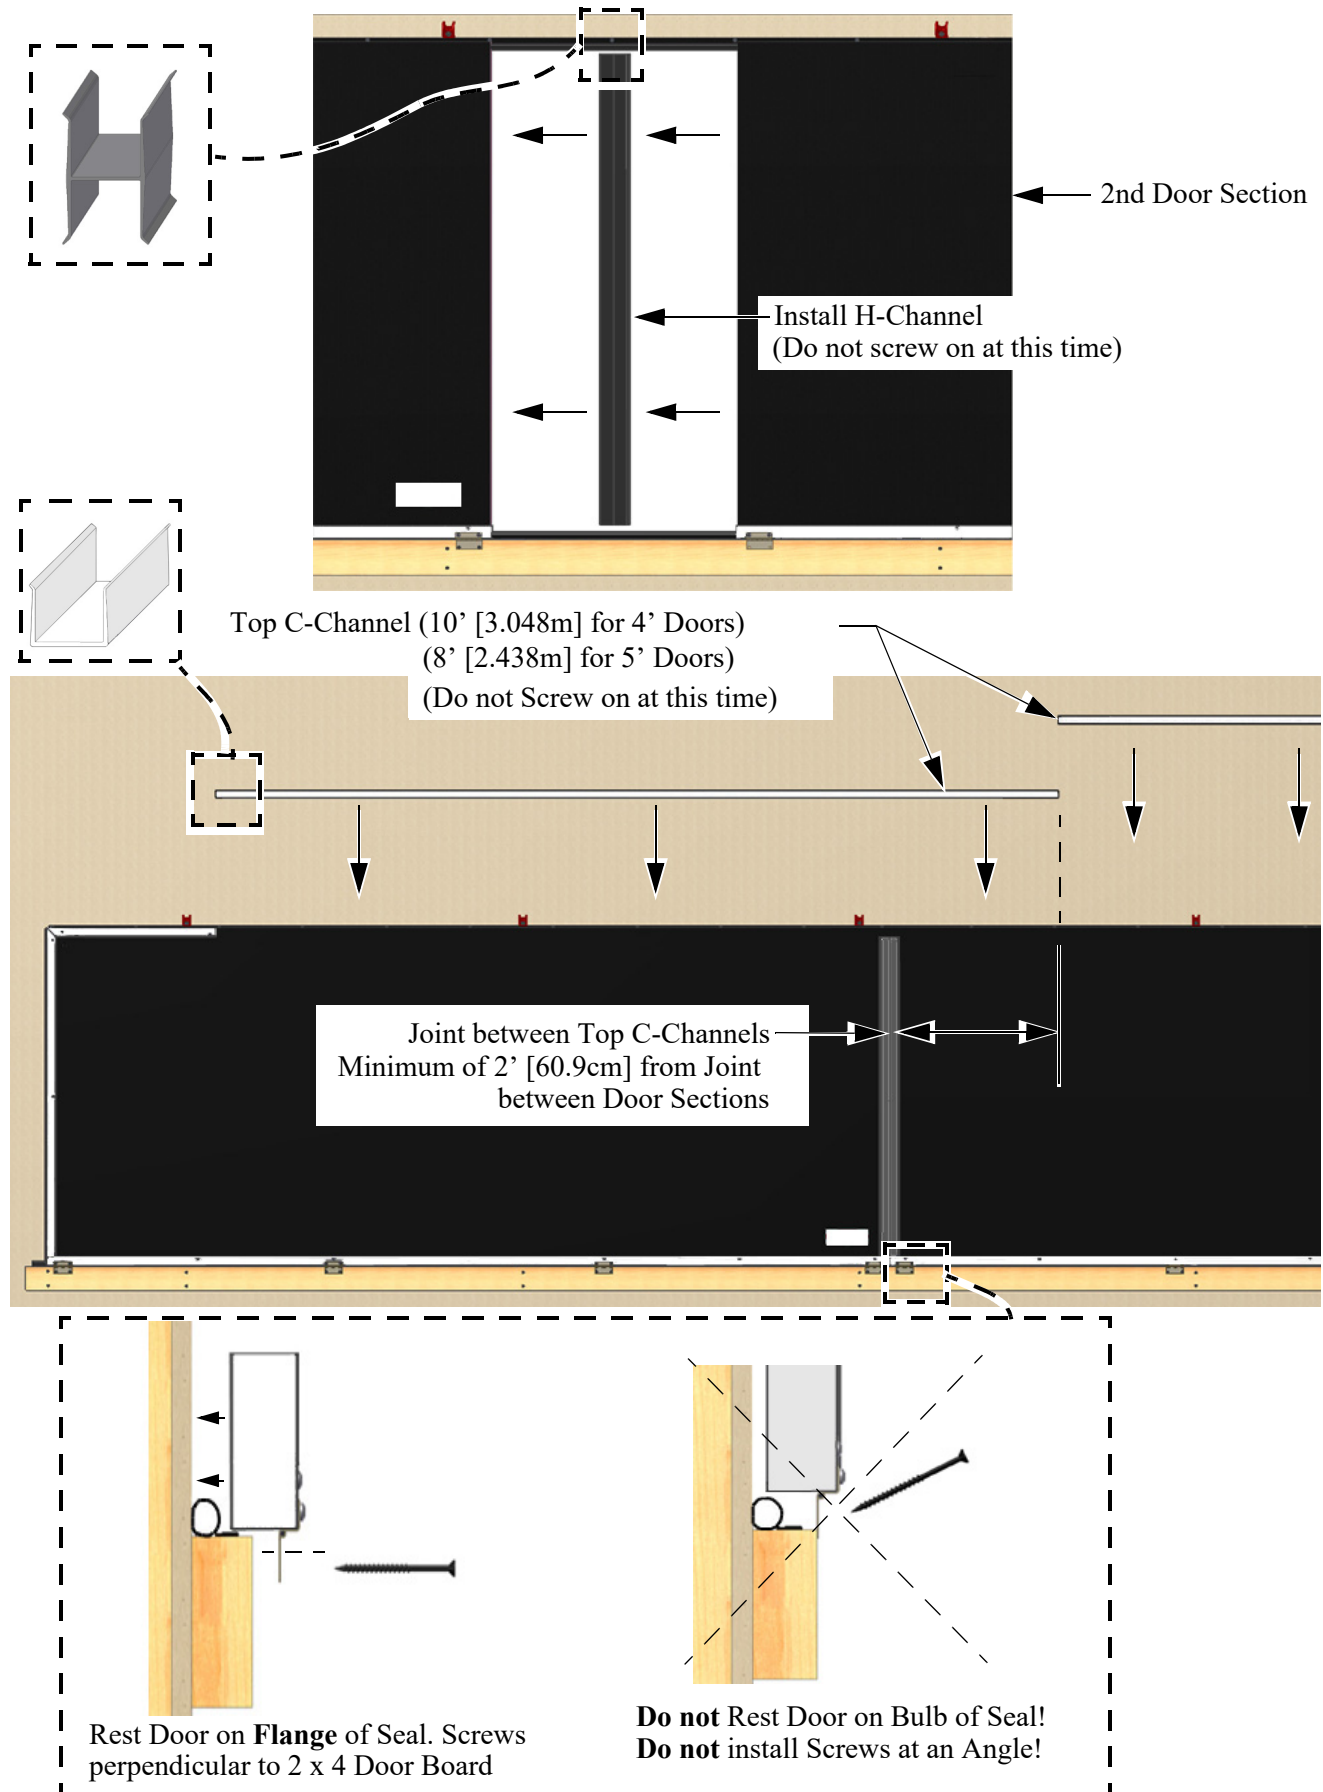 2nd Door Section
Install H-Channel
(Do not screw on at this time)
Top C-Channel (10’ [3.048m] for 4’ Doors)
(8’ [2.438m] for 5’ Doors)
(Do not Screw on at this time)
Joint between Top C-Channels
Minimum of 2’ [60.9cm] from Joint
between Door Sections
Rest Door on Flange of Seal. Screws
perpendicular to 2 x 4 Door Board
Do not Rest Door on Bulb of Seal!
Do not install Screws at an Angle!